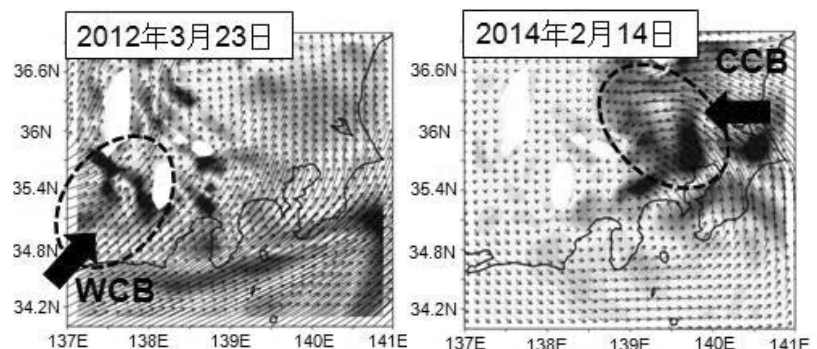 2012年3月23日
36.6N
36N
35.4N
34.8N
34.2N
WCB
137E 138E 139E 140E 141E
2014年2月14日
CCB
36.6N
36N
35.4N
34.8N
34.2N
137E 138E 139E 140E 141E